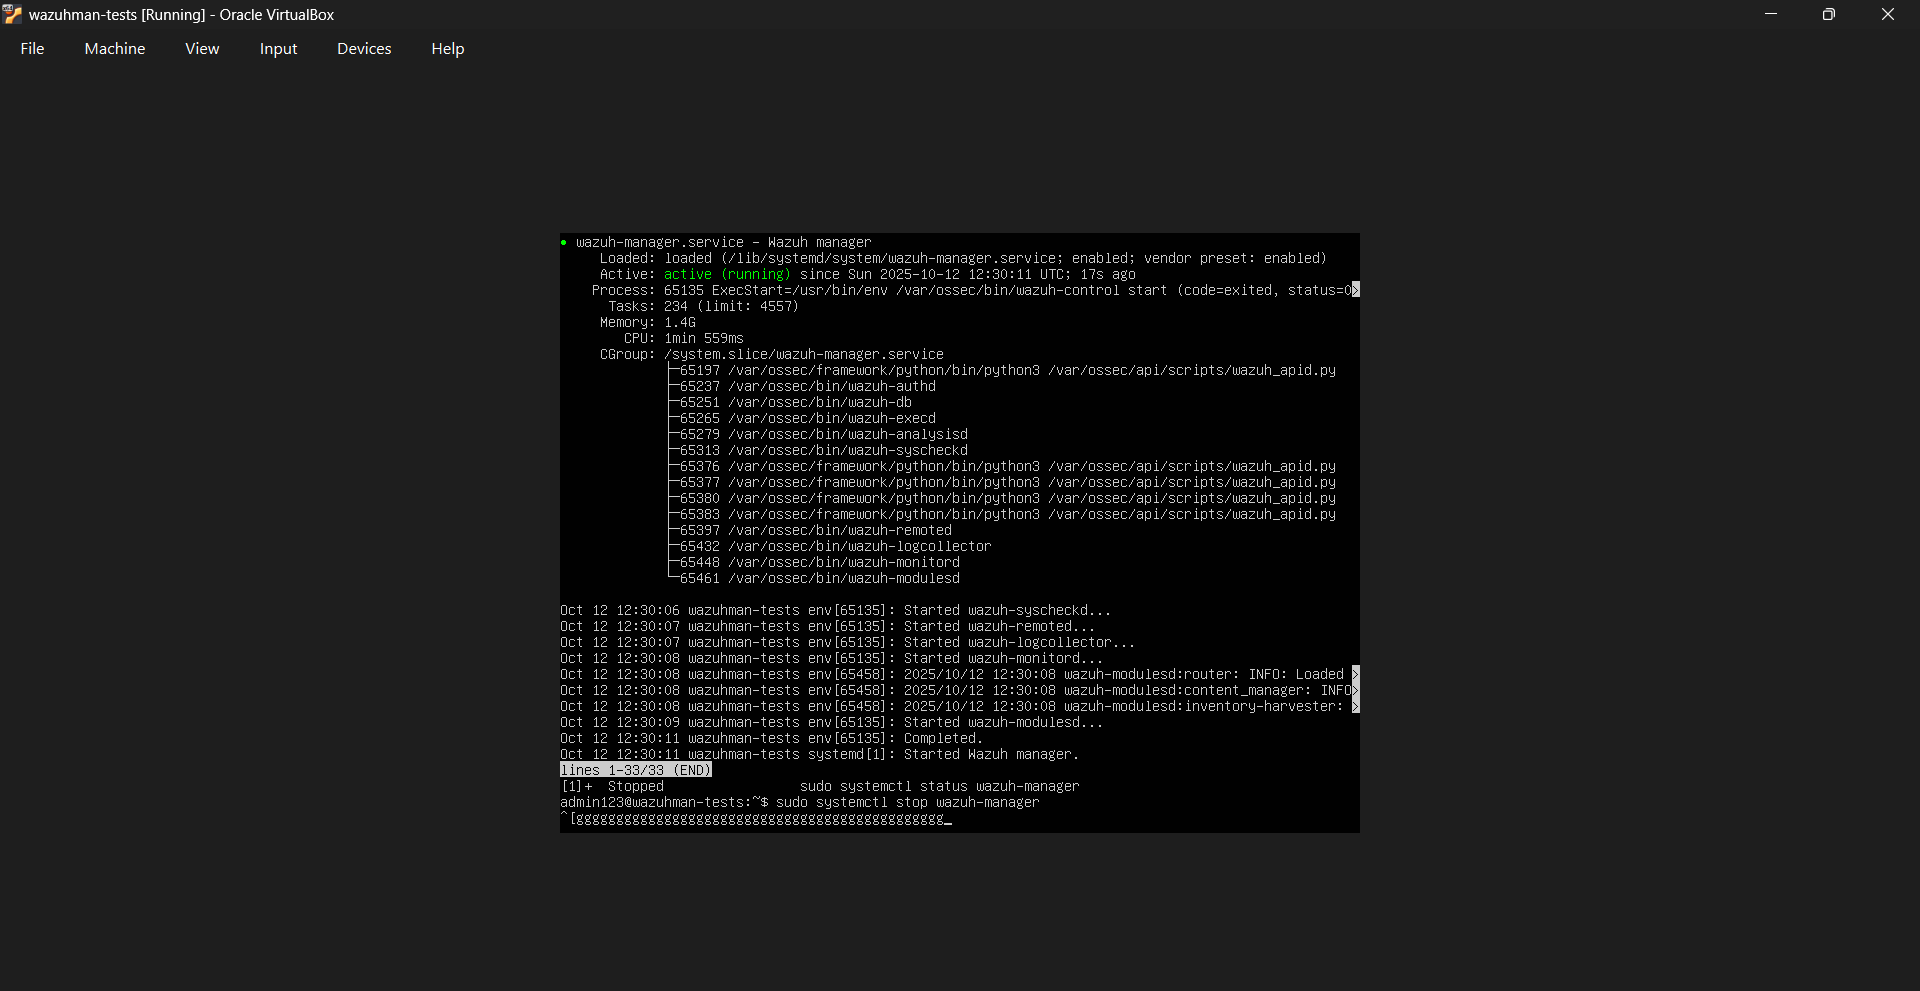 wazuhman-tests [Running] - Oracle VirtualBox
File Machine View Input Devices Help
● wazuh-manager.service - Wazuh manager
Loaded: loaded (/lib/systemd/system/wazuh-manager.service; enabled; vendor preset: enabled)
Active: active (running) since Sun 2025-10-12 12:30:11 UTC; 17s ago
Process: 65135 ExecStart=/usr/bin/env /var/ossec/bin/wazuh-control start (code=exited, status=0>
Tasks: 234 (limit: 4557)
Memory: 1.4G
CPU: 1min 559ms
CGroup: /system.slice/wazuh-manager.service
├─65197 /var/ossec/framework/python/bin/python3 /var/ossec/api/scripts/wazuh_apid.py
├─65237 /var/ossec/bin/wazuh-authd
├─65251 /var/ossec/bin/wazuh-db
├─65265 /var/ossec/bin/wazuh-execd
├─65279 /var/ossec/bin/wazuh-analysisd
├─65313 /var/ossec/bin/wazuh-syscheckd
├─65376 /var/ossec/framework/python/bin/python3 /var/ossec/api/scripts/wazuh_apid.py
├─65377 /var/ossec/framework/python/bin/python3 /var/ossec/api/scripts/wazuh_apid.py
├─65380 /var/ossec/framework/python/bin/python3 /var/ossec/api/scripts/wazuh_apid.py
├─65383 /var/ossec/framework/python/bin/python3 /var/ossec/api/scripts/wazuh_apid.py
├─65397 /var/ossec/bin/wazuh-remoted
├─65432 /var/ossec/bin/wazuh-logcollector
├─65448 /var/ossec/bin/wazuh-monitord
└─65461 /var/ossec/bin/wazuh-modulesd
Oct 12 12:30:06 wazuhman-tests env[65135]: Started wazuh-syscheckd...
Oct 12 12:30:07 wazuhman-tests env[65135]: Started wazuh-remoted...
Oct 12 12:30:07 wazuhman-tests env[65135]: Started wazuh-logcollector...
Oct 12 12:30:08 wazuhman-tests env[65135]: Started wazuh-monitord...
Oct 12 12:30:08 wazuhman-tests env[65458]: 2025/10/12 12:30:08 wazuh-modulesd:router: INFO: Loaded >
Oct 12 12:30:08 wazuhman-tests env[65458]: 2025/10/12 12:30:08 wazuh-modulesd:content_manager: INFO>
Oct 12 12:30:08 wazuhman-tests env[65458]: 2025/10/12 12:30:08 wazuh-modulesd:inventory-harvester: >
Oct 12 12:30:09 wazuhman-tests env[65135]: Started wazuh-modulesd...
Oct 12 12:30:11 wazuhman-tests env[65135]: Completed.
Oct 12 12:30:11 wazuhman-tests systemd[1]: Started Wazuh manager.
lines 1-33/33 (END)
[1]+ Stopped sudo systemctl status wazuh-manager
admin123@wazuhman-tests:~$ sudo systemctl stop wazuh-manager
^[gggggggggggggggggggggggggggggggggggggggggggggg_